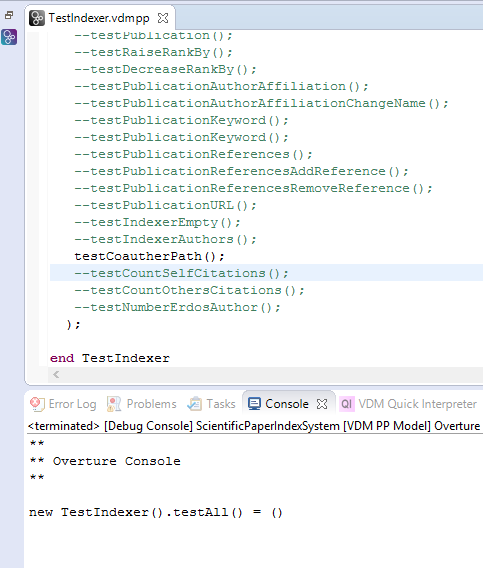 TestIndexer.vdmpp
--testPublication();
--testRaiseRankBy();
--testDecreaseRankBy();
--testPublicationAuthorAffiliation();
--testPublicationAuthorAffiliationChangeName();
--testPublicationKeyword();
--testPublicationKeyword();
--testPublicationReferences();
--testPublicationReferencesAddReference();
--testPublicationReferencesRemoveReference();
--testPublicationURL();
--testIndexerEmpty();
--testIndexerAuthors();
testCoautherPath();
--testCountSelfCitations();
--testCountOthersCitations();
--testNumberErdosAuthor();
);
end TestIndexer
Error Log Problems Tasks Console QI VDM Quick Interpreter
<terminated> [Debug Console] ScientificPaperIndexSystem [VDM PP Model] Overture
**
** Overture Console
**
new TestIndexer().testAll() = ()